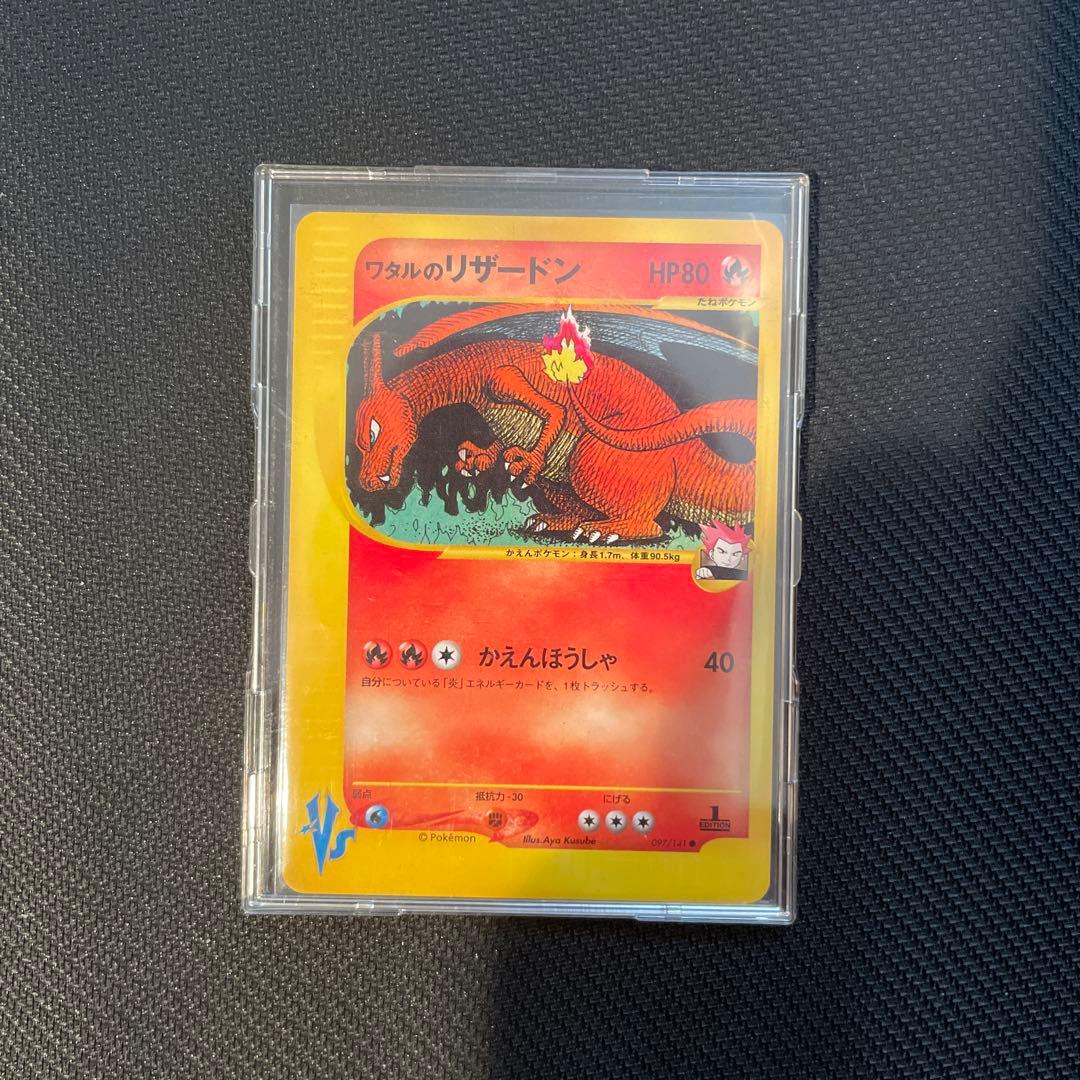 ワタルのリザードン HP80
たねポケモン
かえんポケモン：身長1.7m、体重90.5kg
かえんほうしゃ 40
自分についている「炎」エネルギーカードを、1枚トラッシュする。
弱点 抵抗力-30 にげる
1
EDITION
VS
© Pokémon Illus.Aya Kusube 097/141 ●